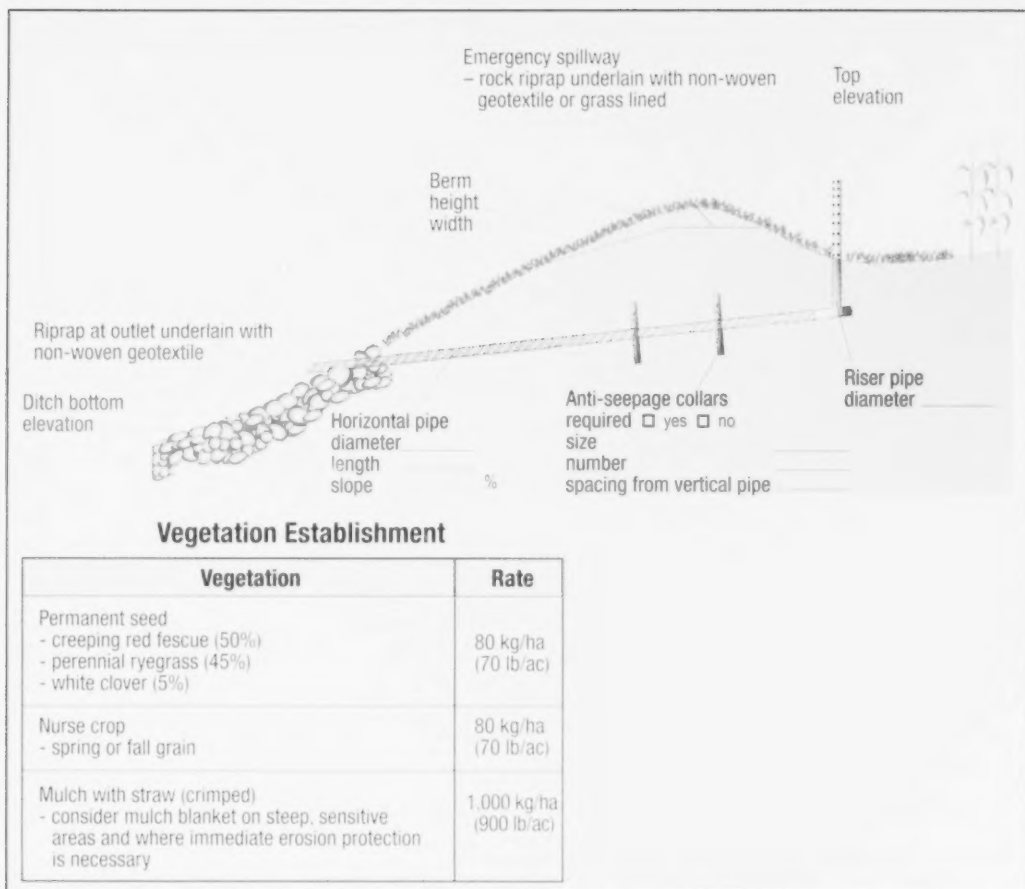 Emergency spillway
– rock riprap underlain with non-woven
geotextile or grass lined
Top
elevation
Berm
height
width
Riprap at outlet underlain with
non-woven geotextile
Ditch bottom
elevation
Horizontal pipe
diameter
length
slope %
Anti-seepage collars
required □ yes □ no
size
number
spacing from vertical pipe
Riser pipe
diameter
Vegetation Establishment
Vegetation
Rate
Permanent seed
- creeping red fescue (50%)
- perennial ryegrass (45%)
- white clover (5%)
80 kg/ha
(70 lb/ac)
Nurse crop
- spring or fall grain
80 kg/ha
(70 lb/ac)
Mulch with straw (crimped)
- consider mulch blanket on steep, sensitive
areas and where immediate erosion protection
is necessary
1,000 kg/ha
(900 lb/ac)